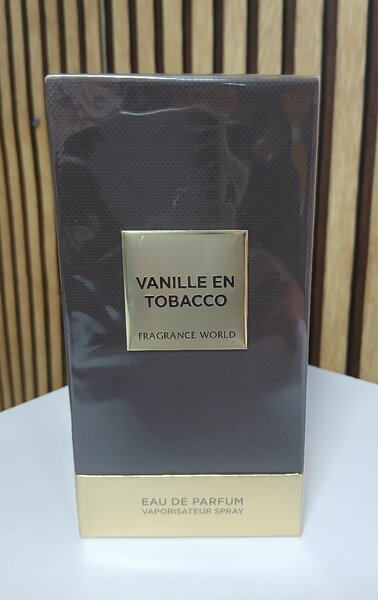 VANILLE EN
TOBACCO
FRAGRANCE WORLD
EAU DE PARFUM
VAPORISATEUR SPRAY